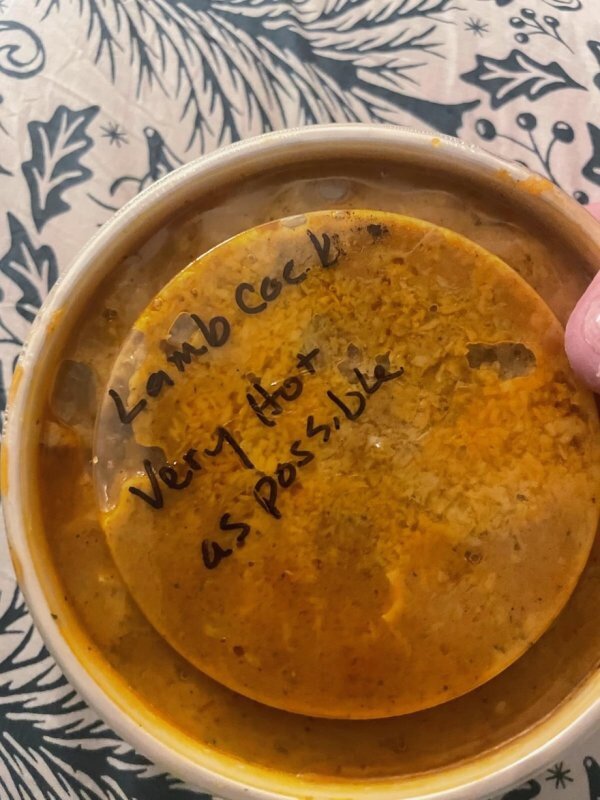 Lamb Cock
Very Hot
as possible